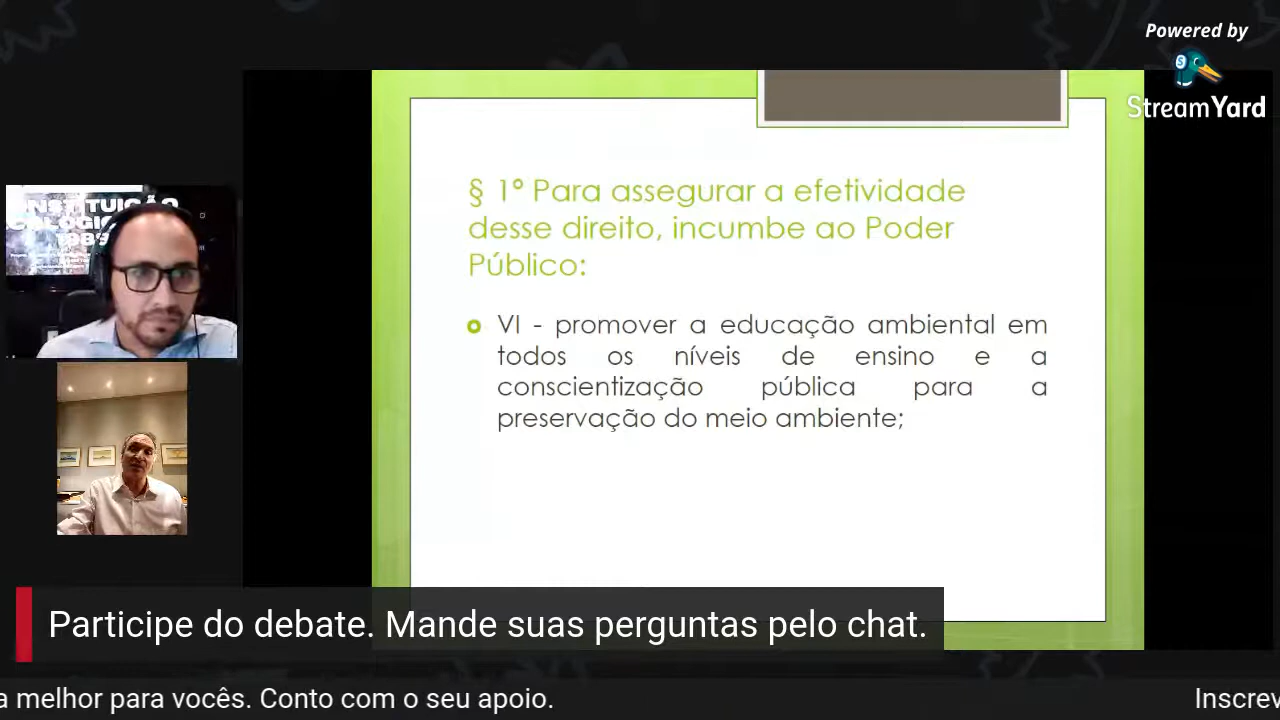 Powered by
StreamYard
§ 1º Para assegurar a efetividade
desse direito, incumbe ao Poder
Público:
VI - promover a educação ambiental em
todos os níveis de ensino e a
conscientização pública para a
preservação do meio ambiente;
Participe do debate. Mande suas perguntas pelo chat.
a melhor para vocês. Conto com o seu apoio.
Inscrev